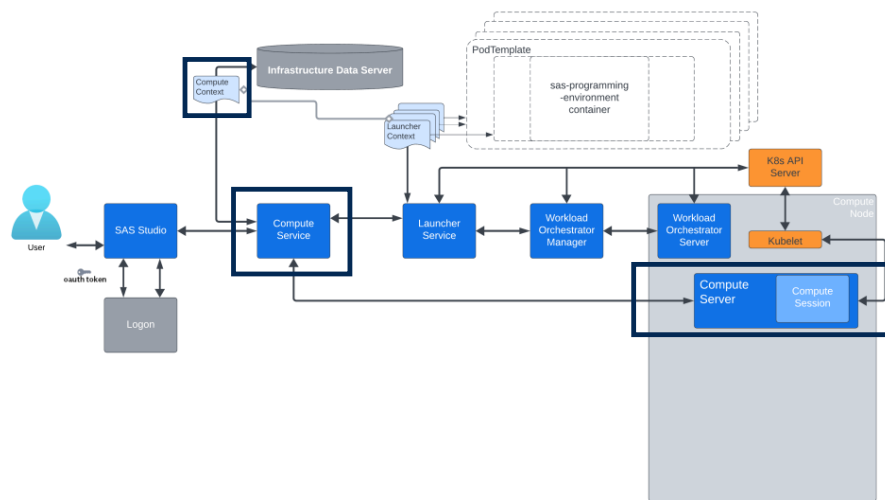 PodTemplate
Infrastructure Data Server
Compute
Context
sas-programming
-environment
container
Launcher
Context
K8s API
Server
Compute
Node
User
SAS Studio
Compute
Service
Launcher
Service
Workload
Orchestrator
Manager
Workload
Orchestrator
Server
Kubelet
oauth token
Logon
Compute
Server
Compute
Session